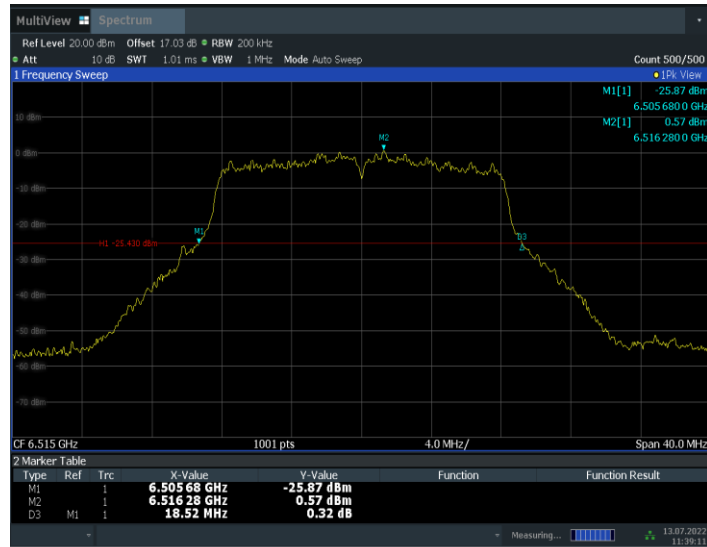 MultiView Spectrum
Ref Level 20.00 dBm Offset 17.03 dB RBW 200 kHz
Att 10 dB SWT 1.01 ms VBW 1 MHz Mode Auto Sweep Count 500/500
1 Frequency Sweep 1Pk View
M1[1] -25.87 dBm
6.505 680 0 GHz
M2[1] 0.57 dBm
6.516 280 0 GHz
10 dBm
M2
0 dBm
-10 dBm
-20 dBm
M1
D3
H1 -25.430 dBm
-30 dBm
-40 dBm
-50 dBm
-60 dBm
-70 dBm
CF 6.515 GHz 1001 pts 4.0 MHz/ Span 40.0 MHz
2 Marker Table
Type Ref Trc X-Value Y-Value Function Function Result
M1 1 6.505 68 GHz -25.87 dBm
M2 1 6.516 28 GHz 0.57 dBm
D3 M1 1 18.52 MHz 0.32 dB
Measuring... 13.07.2022
11:39:11